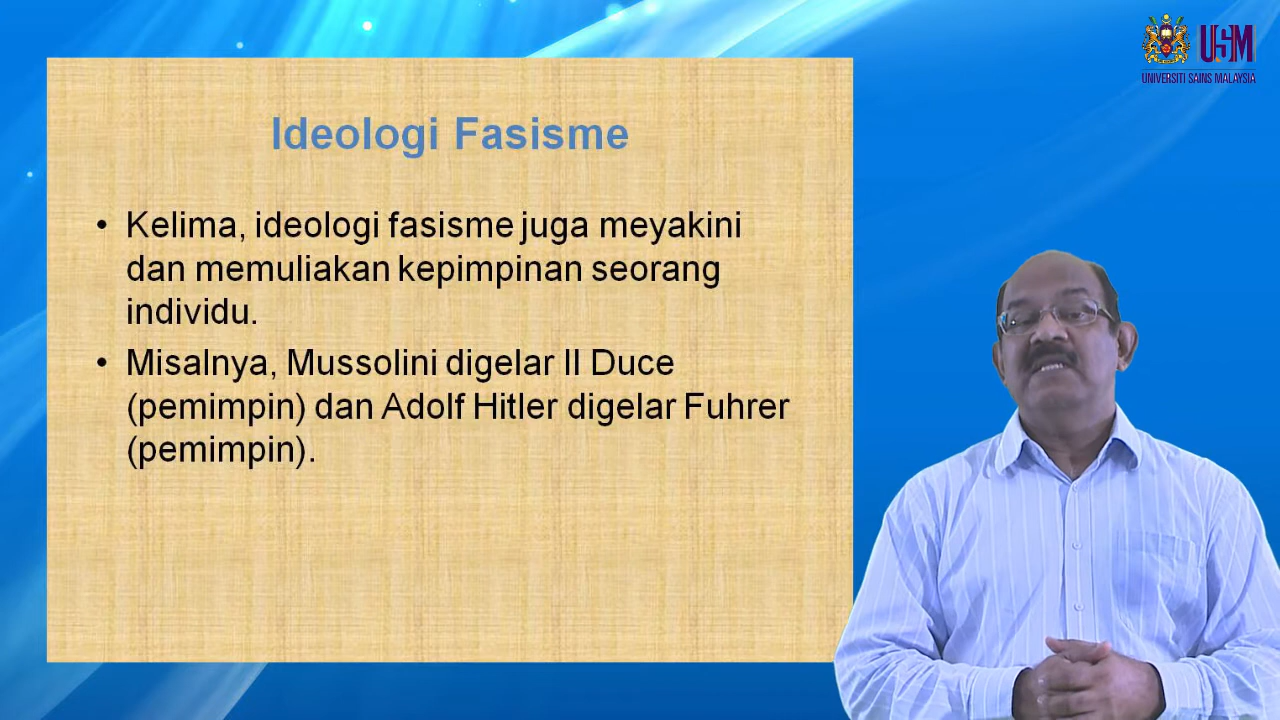 USM
UNIVERSITI SAINS MALAYSIA
Ideologi Fasisme
• Kelima, ideologi fasisme juga meyakini
dan memuliakan kepimpinan seorang
individu.
• Misalnya, Mussolini digelar II Duce
(pemimpin) dan Adolf Hitler digelar Fuhrer
(pemimpin).